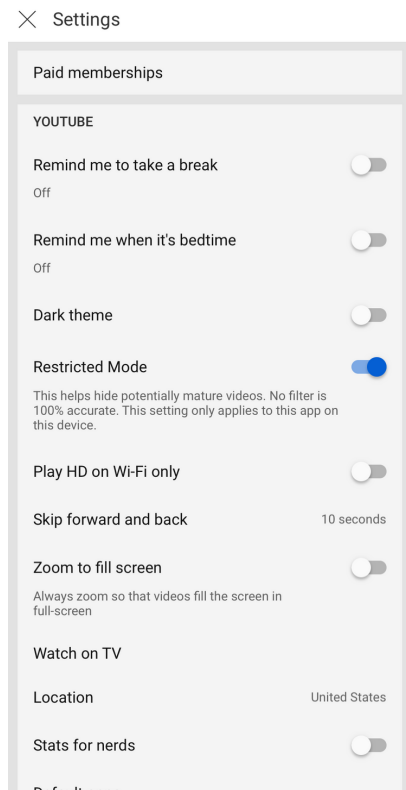 Settings
Paid memberships
YOUTUBE
Remind me to take a break
Off
Remind me when it's bedtime
Off
Dark theme
Restricted Mode
This helps hide potentially mature videos. No filter is
100% accurate. This setting only applies to this app on
this device.
Play HD on Wi-Fi only
Skip forward and back 10 seconds
Zoom to fill screen
Always zoom so that videos fill the screen in
full-screen
Watch on TV
Location United States
Stats for nerds